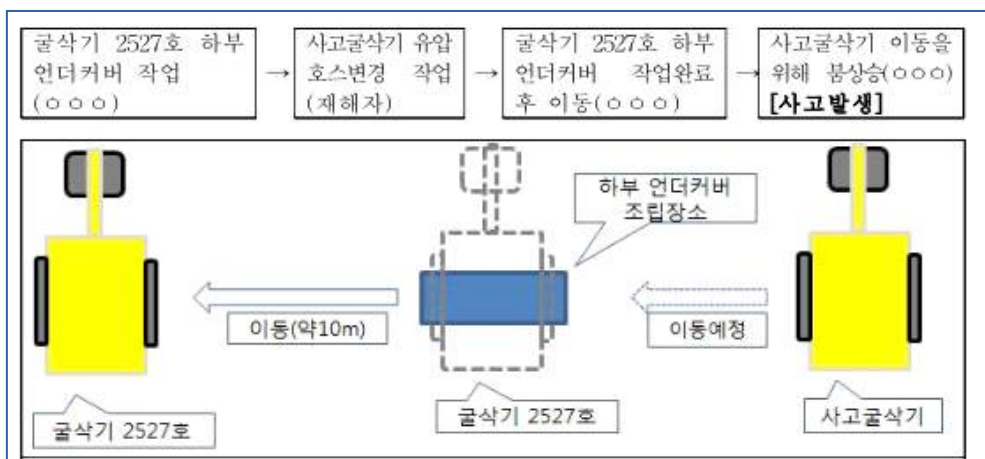 굴삭기 2527호 하부
언더커버 작업
(ㅇㅇㅇ)
→
사고굴삭기 유압
호스변경 작업
(재해자)
→
굴삭기 2527호 하부
언더커버 작업완료
후 이동(ㅇㅇㅇ)
→
사고굴삭기 이동을
위해 붐상승(ㅇㅇㅇ)
[사고발생]
하부 언더커버
조립장소
이동(약10m)
이동예정
굴삭기 2527호
굴삭기 2527호
사고굴삭기